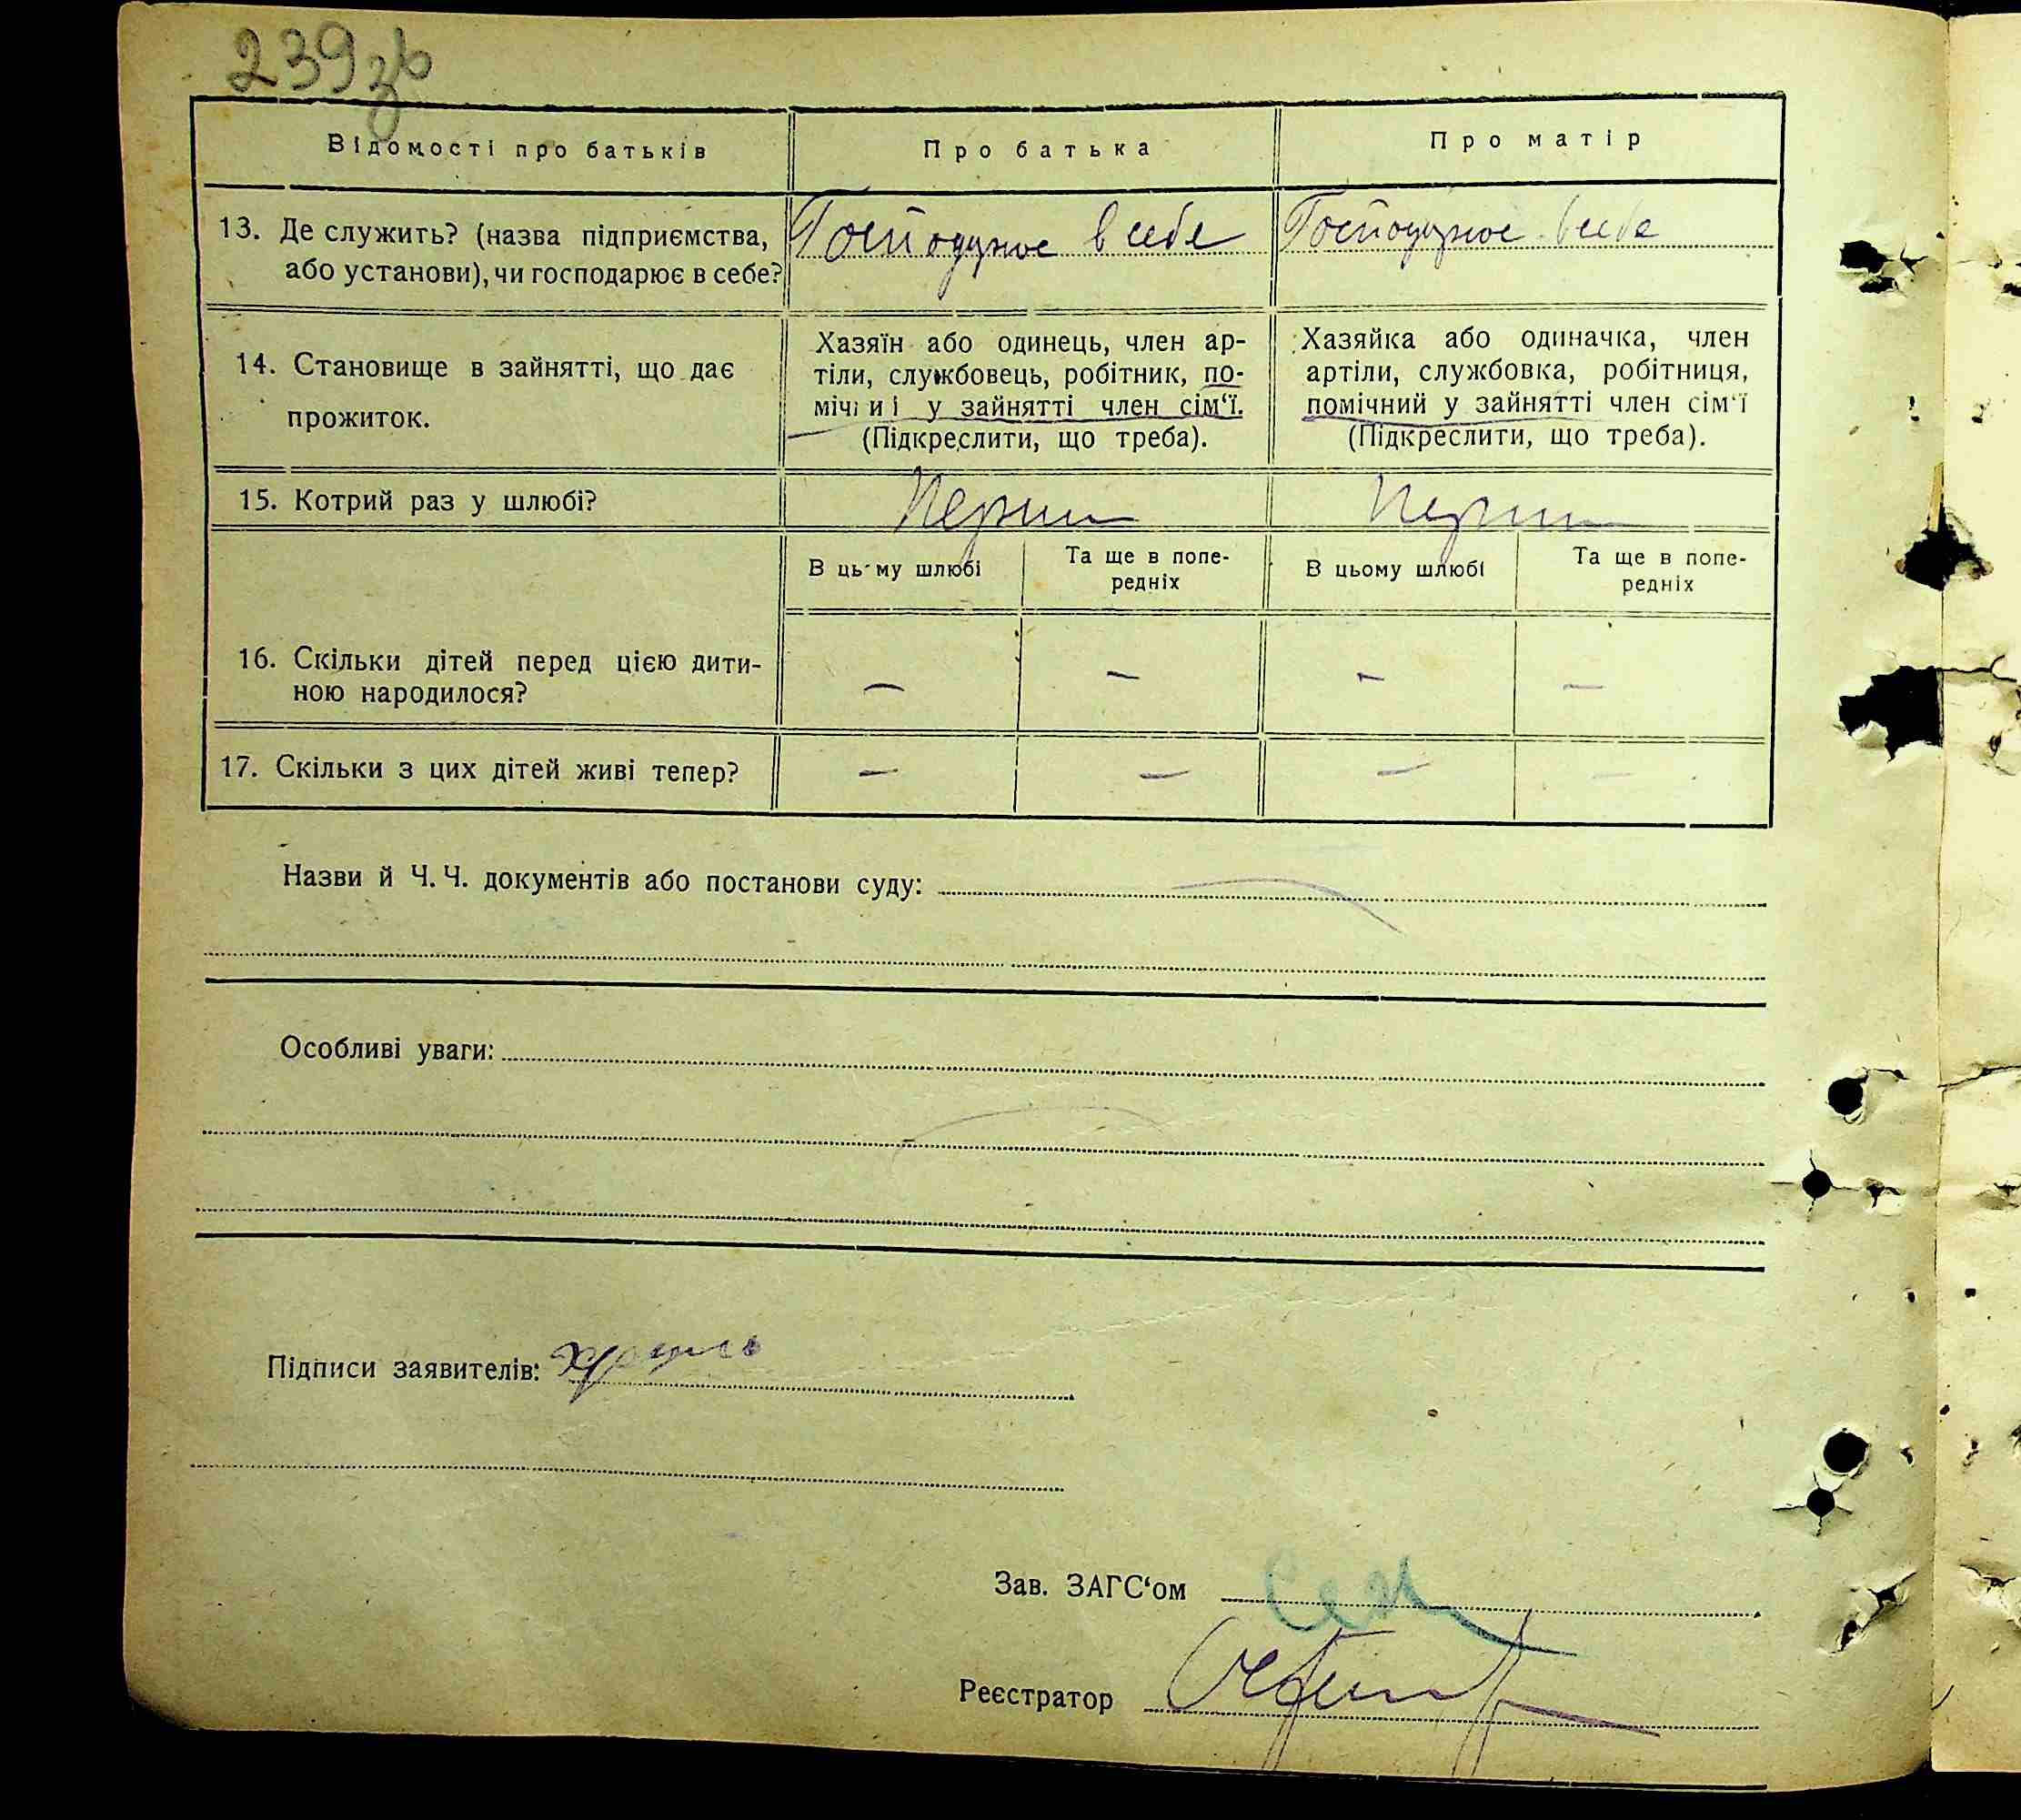 239 зв
Відомості про батьків
Про батька
Про матір
13. Де служить? (назва підприємства,
або установи), чи господарює в себе?
Господарює в себе
Господарює в себе
14. Становище в зайнятті, що дає
прожиток.
Хазяїн або одинець, член ар-
тіли, службовець, робітник, по-
мічний у зайнятті член сім‘ї.
(Підкреслити, що треба).
Хазяйка або одиначка, член
артіли, службовка, робітниця,
помічний у зайнятті член сім‘ї
(Підкреслити, що треба).
15. Котрий раз у шлюбі?
В цьому шлюбі
Та ще в попе-
редніх
В цьому шлюбі
Та ще в попе-
редніх
16. Скільки дітей перед цією дити-
ною народилося?
— — — —
17. Скільки з цих дітей живі тепер?
— — — —
Назви й Ч. Ч. документів або постанови суду:
Особливі уваги:
Підписи заявителів:
Зав. ЗАГС‘ом
Реєстратор